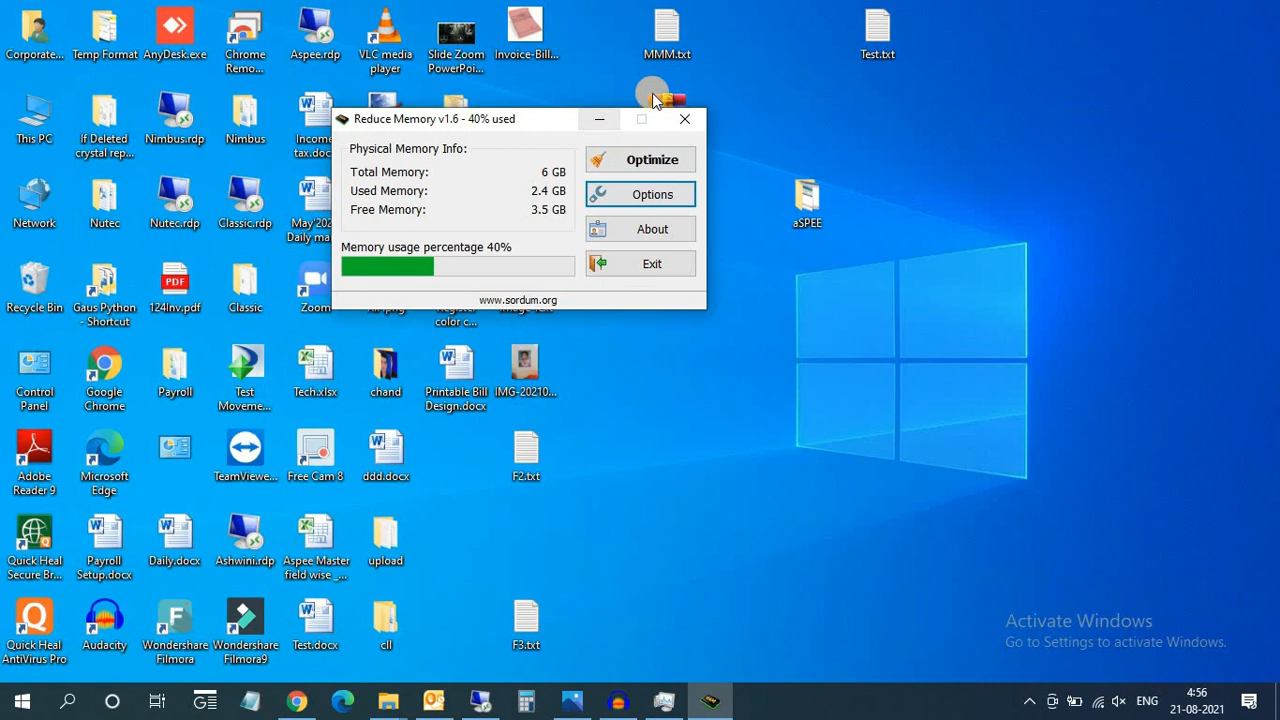 Corporate...
Temp Format
AnyDesk.exe
Chrome
Remo...
Aspee.rdp
VLC media
player
Slide Zoom
PowerPoi...
Invoice-Bill...
MMM.txt
Test.txt
This PC
If Deleted
crystal rep...
Nimbus.rdp
Nimbus
Income
tax.doc
Reduce Memory v1.6 - 40% used
Physical Memory Info:
Total Memory: 6 GB
Used Memory: 2.4 GB
Free Memory: 3.5 GB
Memory usage percentage 40%
Optimize
Options
About
Exit
www.sordum.org
Network
Nutec
Nutec.rdp
Classic.rdp
May'202
Daily ma
aSPEE
Recycle Bin
Gaus Python
- Shortcut
PDF
124Inv.pdf
Classic
Zoom
color c...
Control
Panel
Google
Chrome
Payroll
Test
Moveme...
Tech.xlsx
chand
Printable Bill
Design.docx
IMG-20210...
Adobe
Reader 9
Microsoft
Edge
TeamViewe...
Free Cam 8
ddd.docx
F2.txt
Quick Heal
Secure Br...
Payroll
Setup.docx
Daily.docx
Ashwini.rdp
Aspee Master
field wise _...
upload
Quick Heal
AntiVirus Pro
Audacity
Wondershare
Filmora
Wondershare
Filmora9
Test.docx
cll
F3.txt
Activate Windows
Go to Settings to activate Windows.
ENG
4:56
21-08-2021